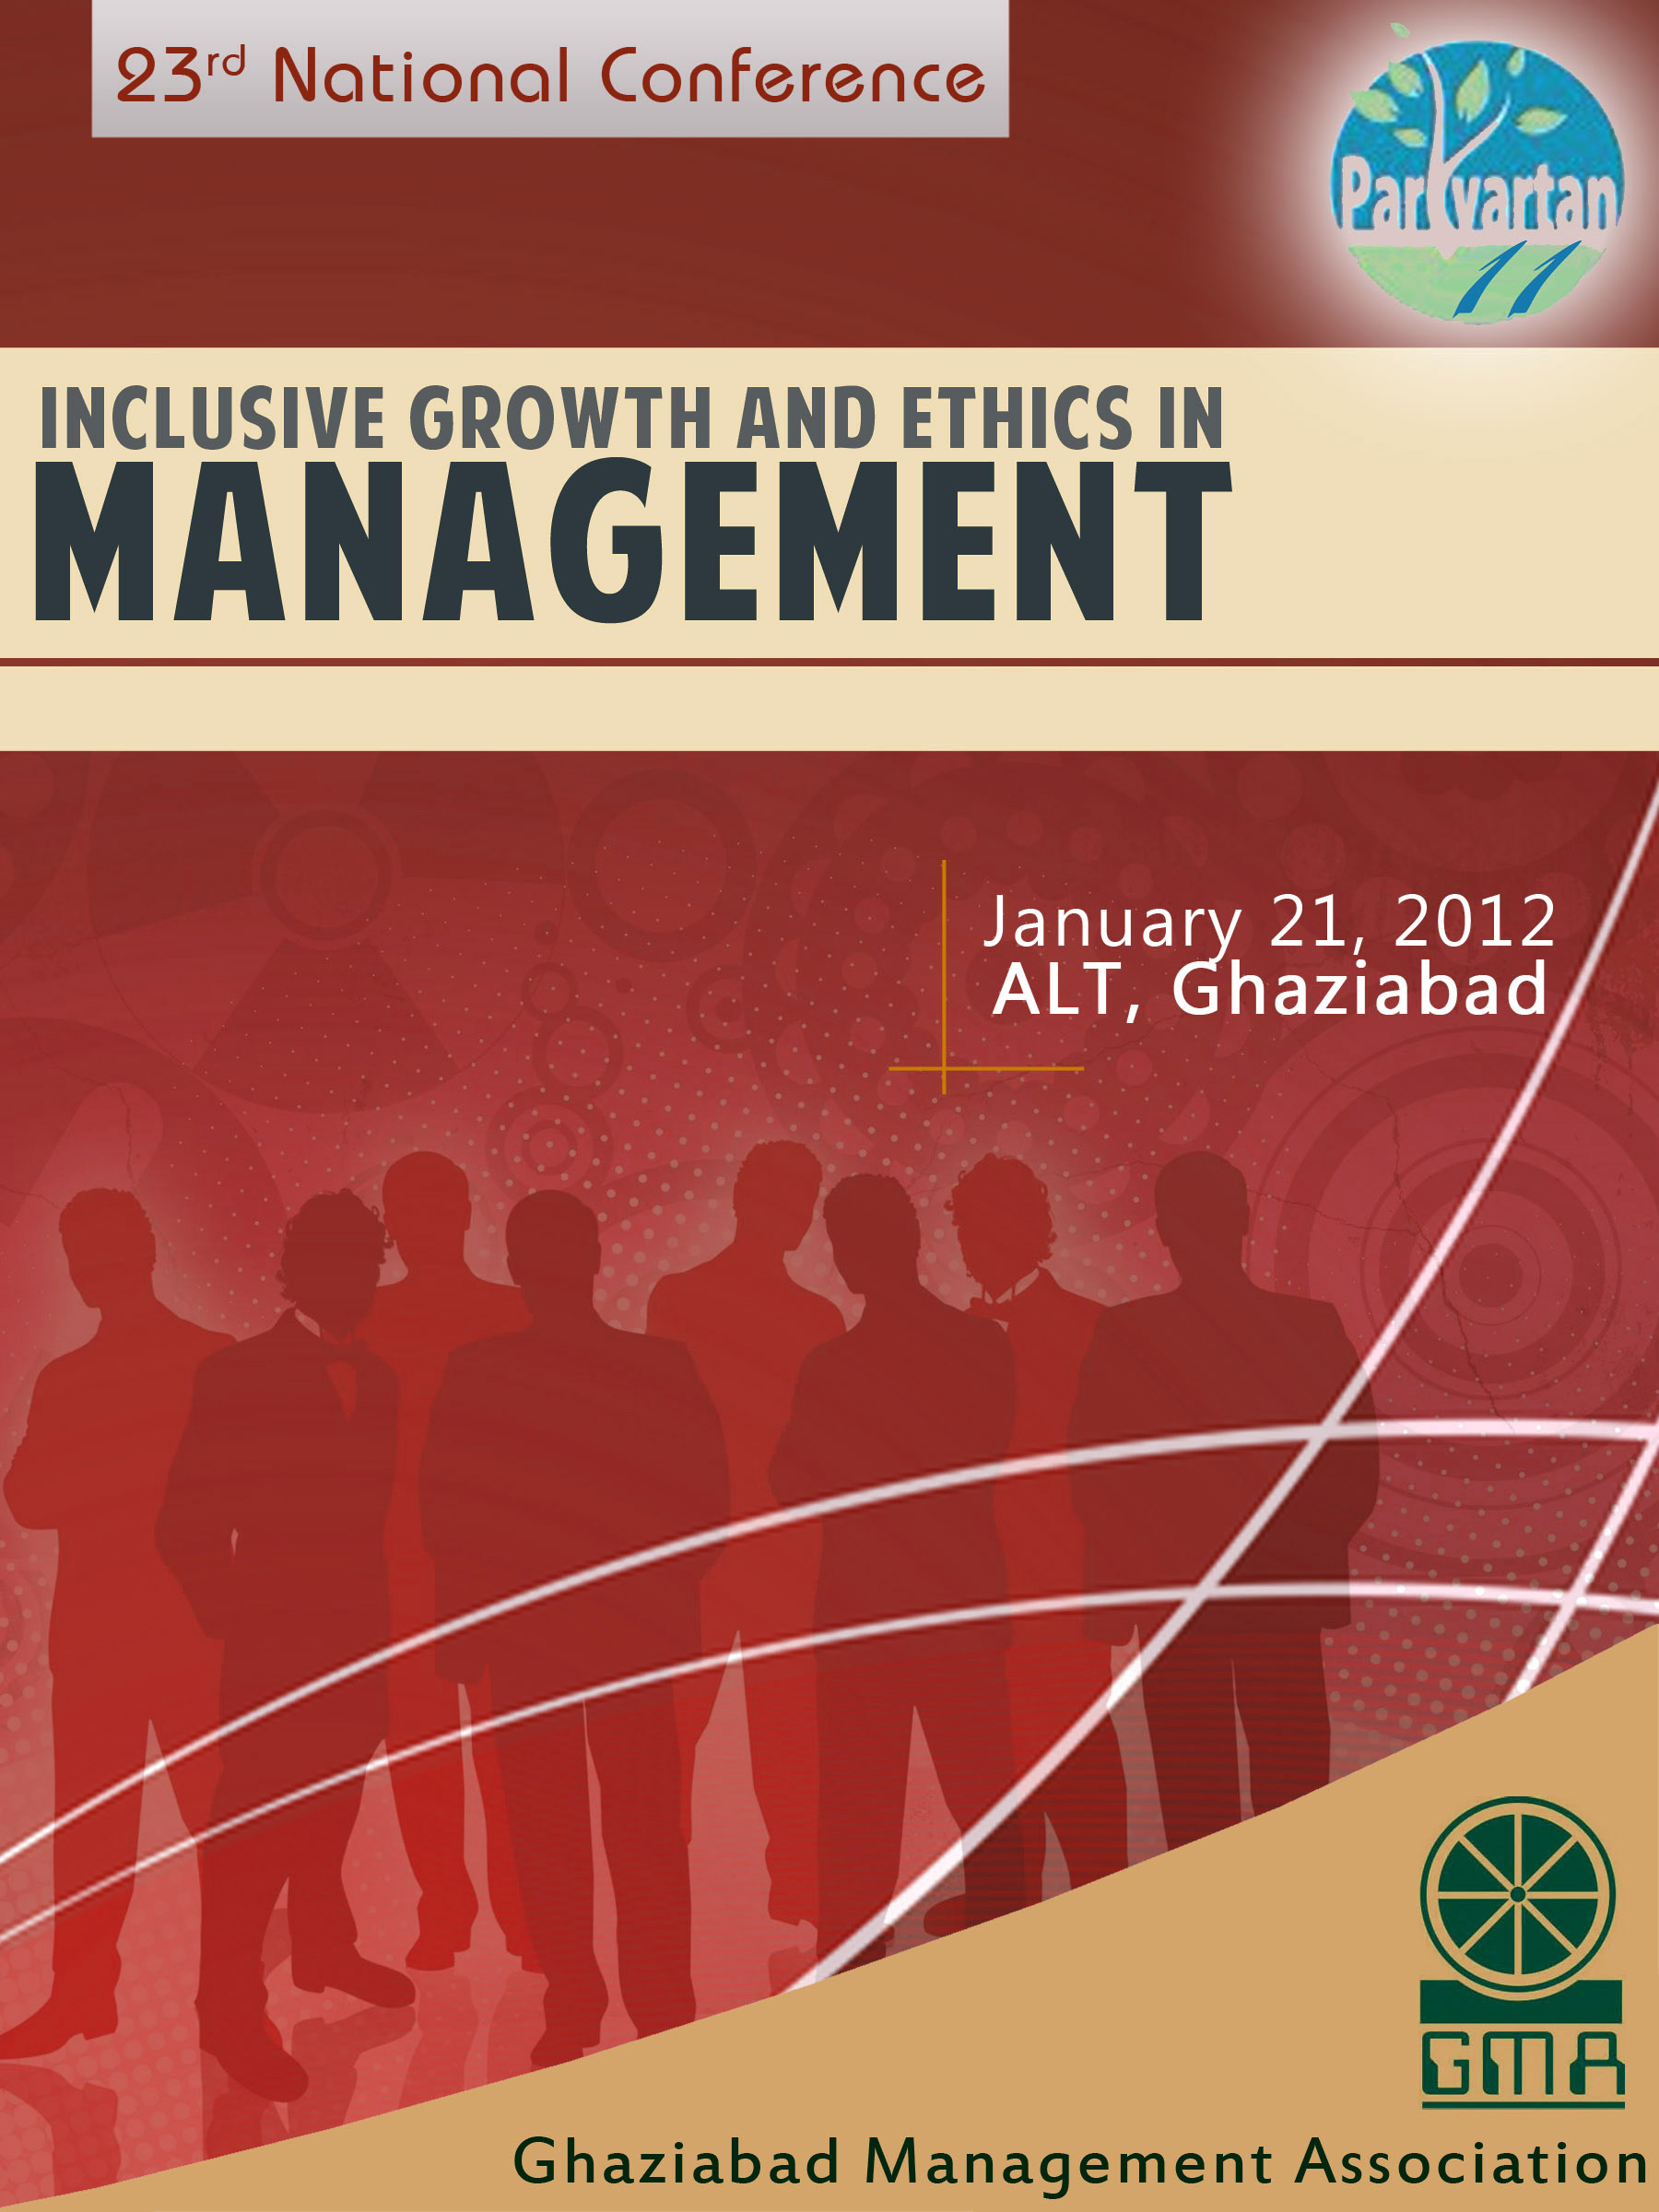 23rd National Conference
Parivartan
11
INCLUSIVE GROWTH AND ETHICS IN
MANAGEMENT
January 21, 2012
ALT, Ghaziabad
GMA
Ghaziabad Management Association